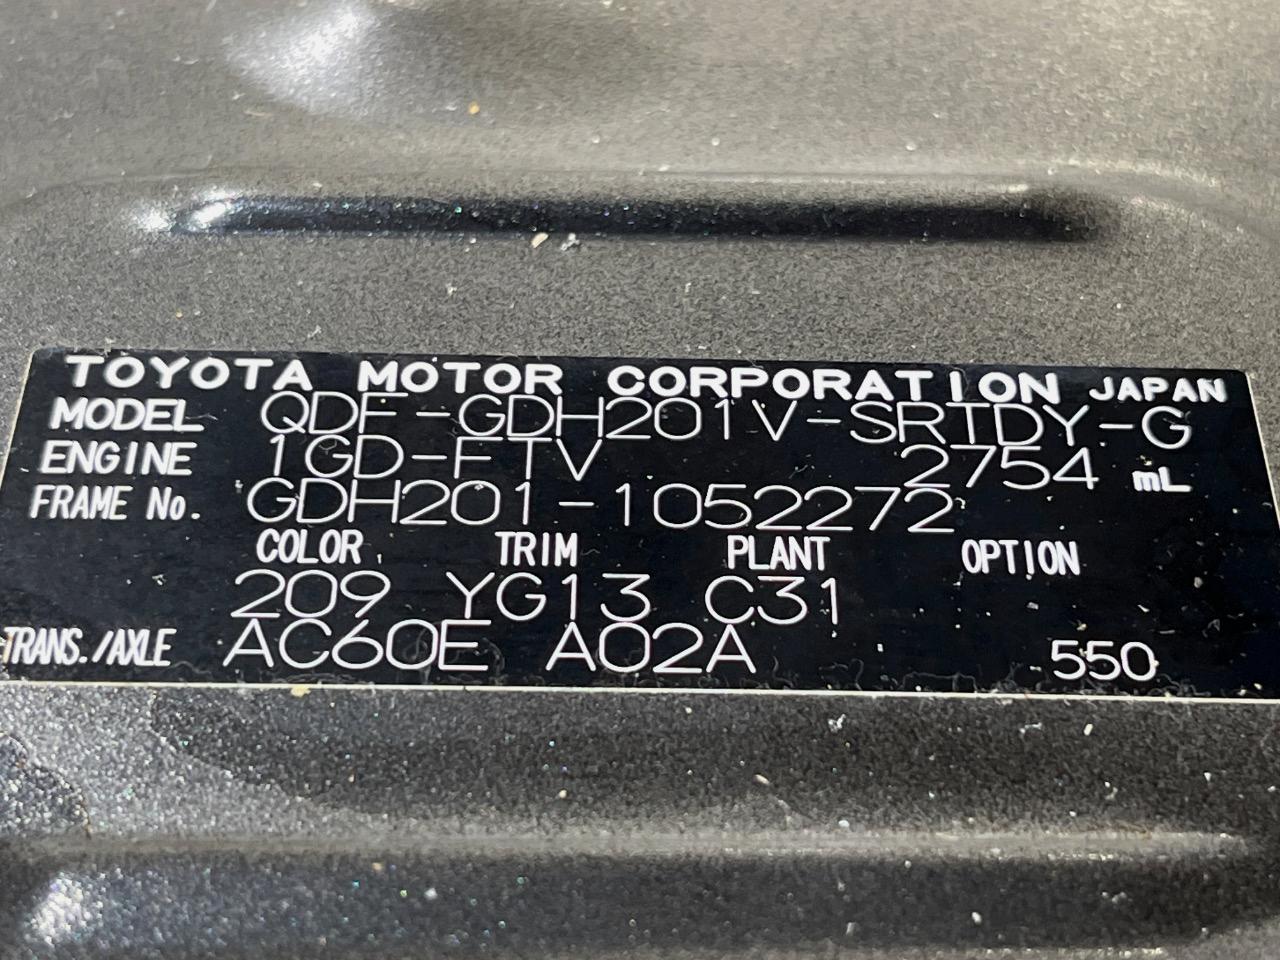 TOYOTA MOTOR CORPORATION JAPAN
MODEL QDF-GDH201V-SRTDY-G
ENGINE 1GD-FTV 2754 mL
FRAME No. GDH201-1052272
COLOR TRIM PLANT OPTION
209 YG13 C31
TRANS./AXLE AC60E A02A 550